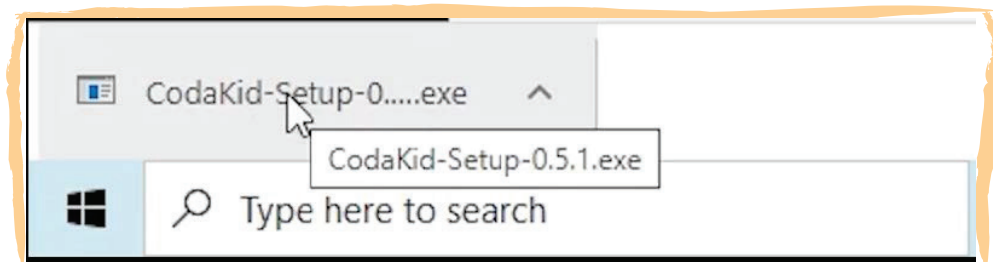 CodaKid-Setup-0.....exe
CodaKid-Setup-0.5.1.exe
Type here to search